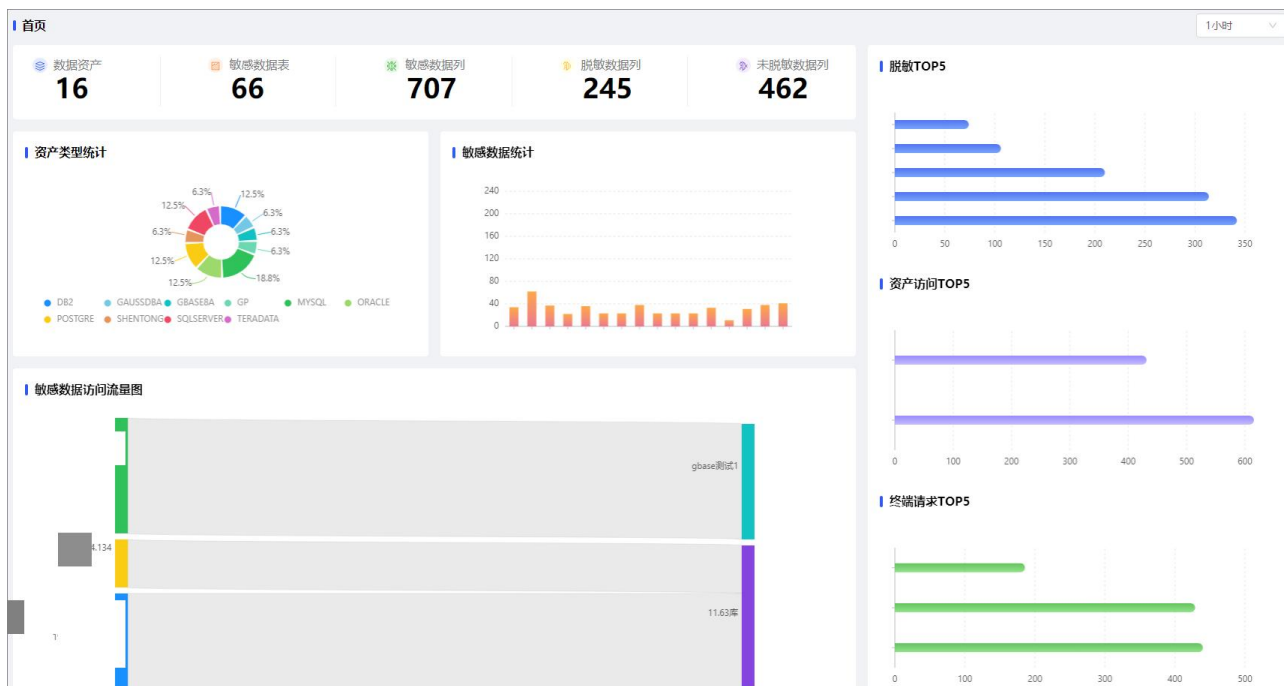 首页
1小时
数据资产
16
敏感数据表
66
敏感数据列
707
脱敏数据列
245
未脱敏数据列
462
资产类型统计
6.3%
12.5%
12.5%
6.3%
6.3%
6.3%
12.5%
6.3%
12.5%
18.8%
DB2
GAUSSDBA
GBASE8A
GP
MYSQL
ORACLE
POSTGRE
SHENTONG
SQLSERVER
TERADATA
敏感数据统计
240
200
160
120
80
40
0
敏感数据访问流量图
gbase测试1
4.134
11.63库
脱敏TOP5
0 50 100 150 200 250 300 350
资产访问TOP5
0 100 200 300 400 500 600
终端请求TOP5
0 100 200 300 400 500